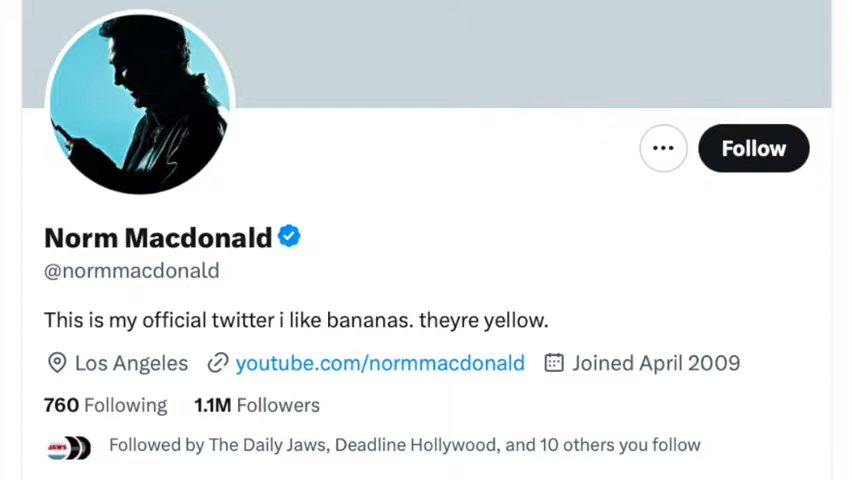 Follow
Norm Macdonald
@normmacdonald
This is my official twitter i like bananas. theyre yellow.
Los Angeles youtube.com/normmacdonald Joined April 2009
760 Following 1.1M Followers
JAWS Followed by The Daily Jaws, Deadline Hollywood, and 10 others you follow